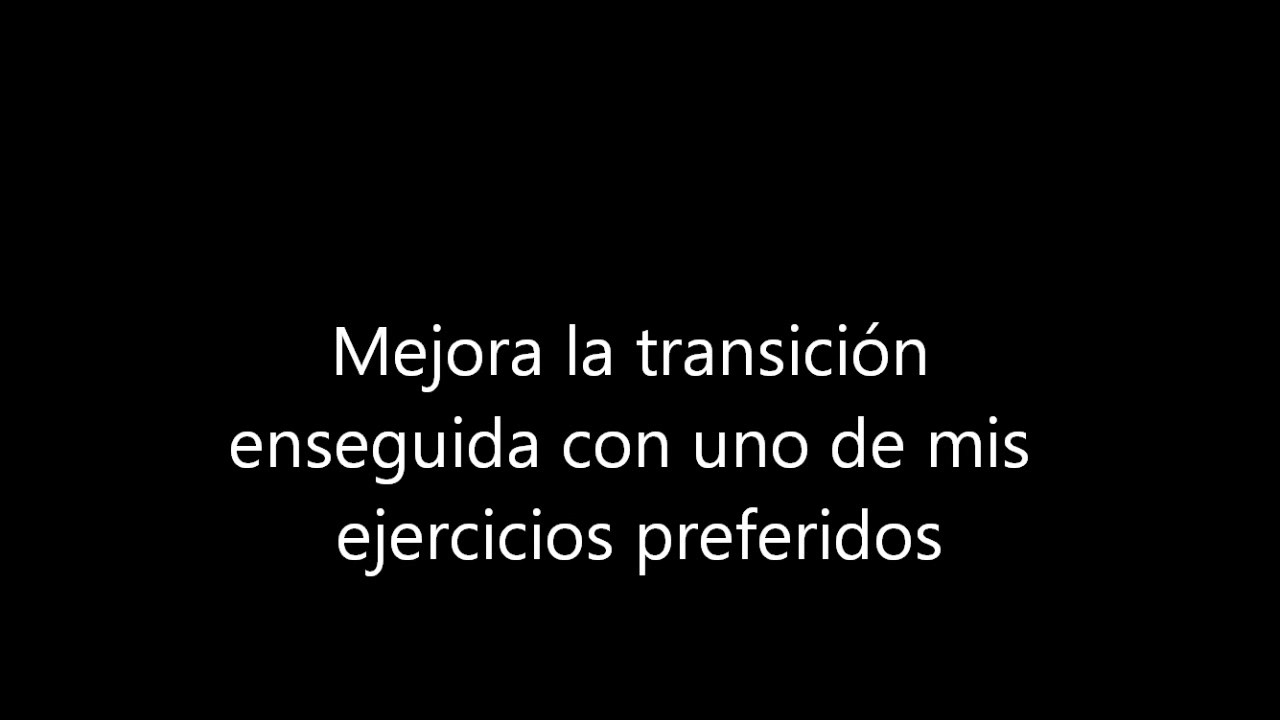 Mejora la transición
enseguida con uno de mis
ejercicios preferidos